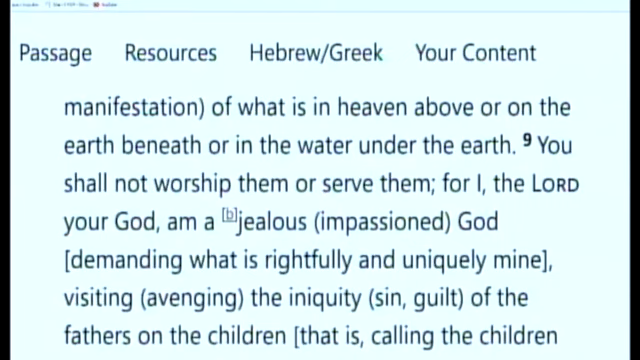 Passage Resources Hebrew/Greek Your Content
manifestation) of what is in heaven above or on the
earth beneath or in the water under the earth. 9 You
shall not worship them or serve them; for I, the LORD
your God, am a [b]jealous (impassioned) God
[demanding what is rightfully and uniquely mine],
visiting (avenging) the iniquity (sin, guilt) of the
fathers on the children [that is, calling the children